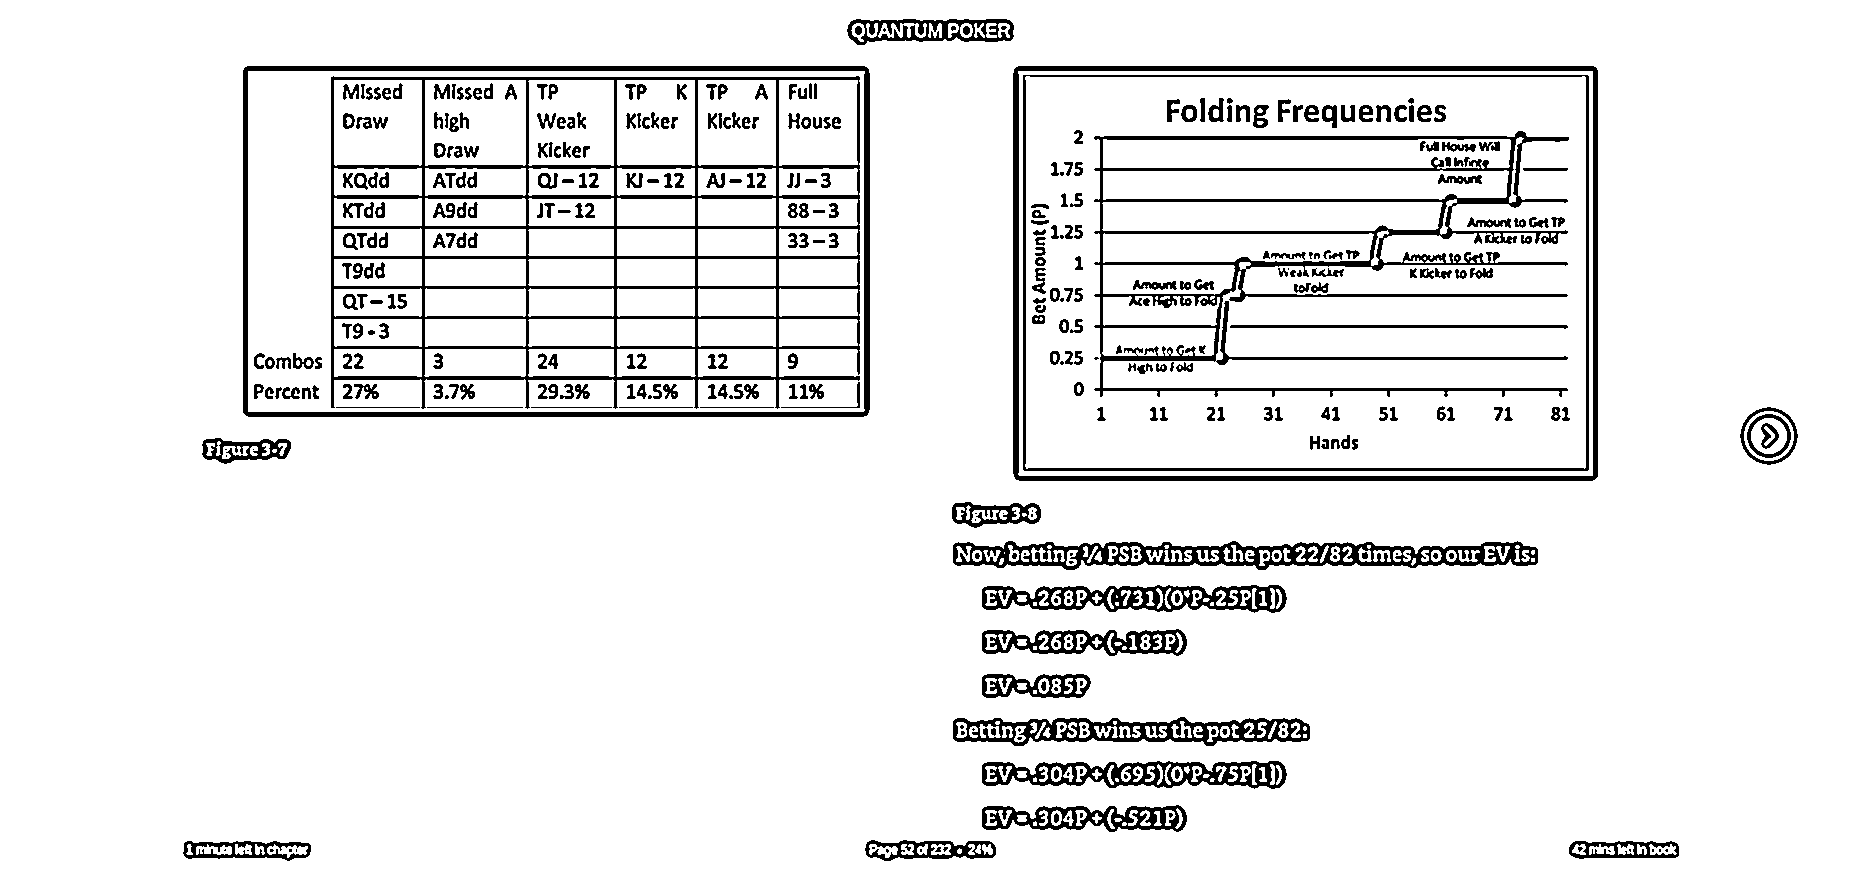 QUANTUM POKER
Missed Draw Missed A high Draw TP Weak Kicker TP K Kicker TP A Kicker Full House
KQdd ATdd QJ – 12 KJ – 12 AJ – 12 JJ – 3
KTdd A9dd JT – 12 88 – 3
QTdd A7dd 33 – 3
T9dd
QT – 15
T9 - 3
Combos 22 3 24 12 12 9
Percent 27% 3.7% 29.3% 14.5% 14.5% 11%
Figure 3-7
Folding Frequencies
Bet Amount (P)
2
1.75
1.5
1.25
1
0.75
0.5
0.25
0
Full House Will
Call Infinte
Amount
Amount to Get TP
A Kicker to Fold
Amount to Get TP
K Kicker to Fold
Amount to Get TP
Weak Kicker
toFold
Amount to Get
Ace High to Fold
Amount to Get K
High to Fold
1 11 21 31 41 51 61 71 81
Hands
Figure 3-8
Now, betting ¼ PSB wins us the pot 22/82 times, so our EV is:
EV = .268P + (.731)(0*P-.25P[1])
EV = .268P + (-.183P)
EV = .085P
Betting ¾ PSB wins us the pot 25/82:
EV = .304P + (.695)(0*P-.75P[1])
EV = .304P + (-.521P)
1 minute left in chapter
Page 52 of 232 • 24%
42 mins left in book